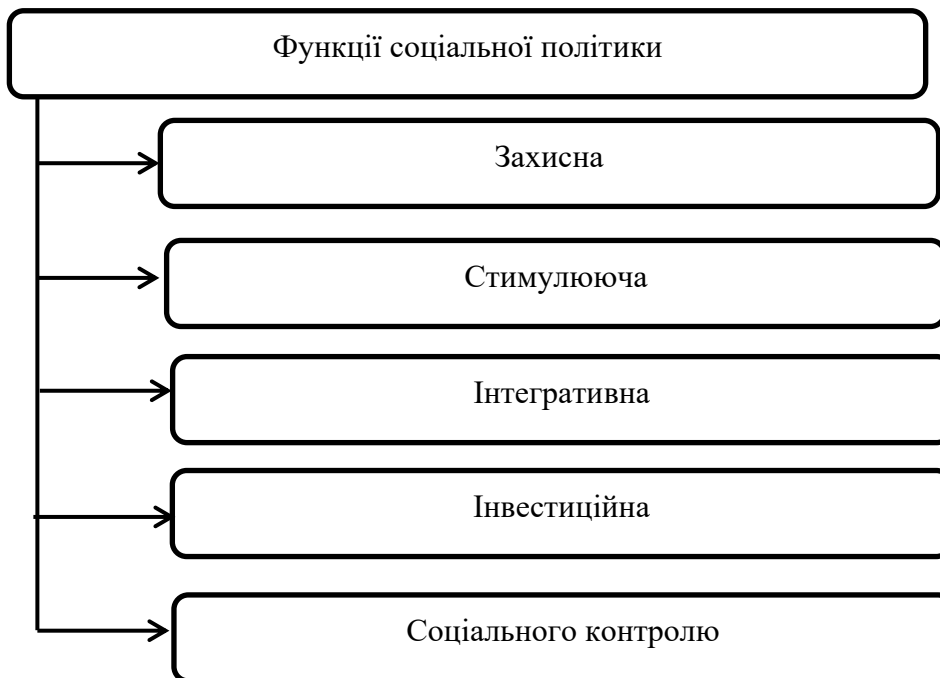 Функції соціальної політики
Захисна
Стимулююча
Інтегративна
Інвестиційна
Соціального контролю